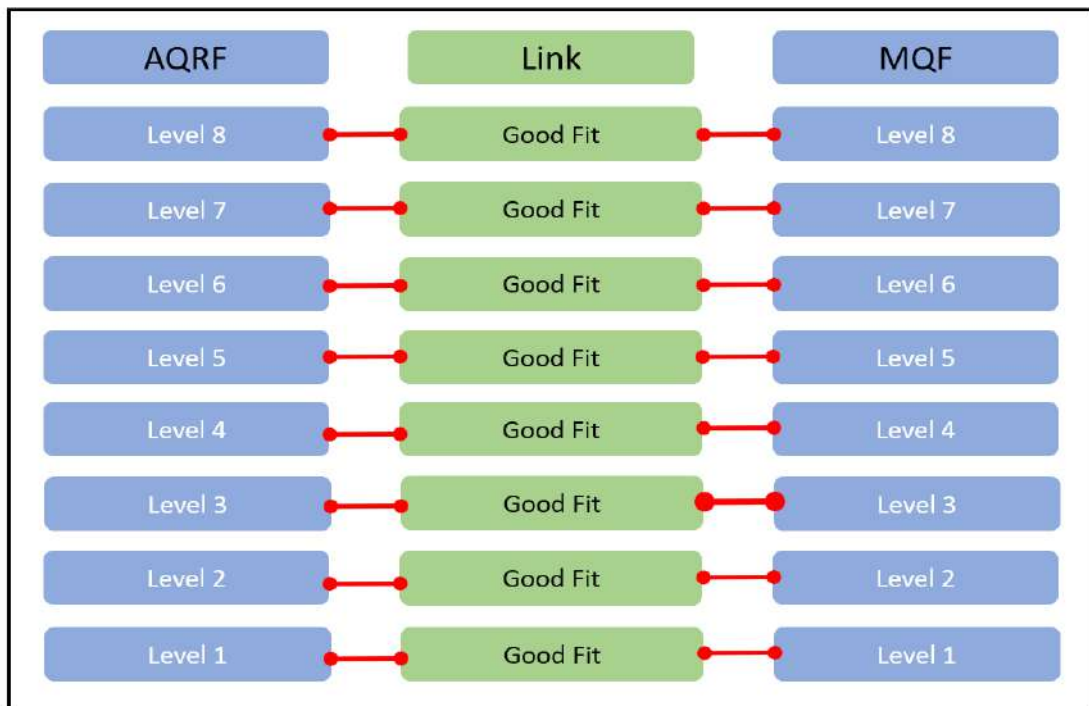 AQRF Link MQF
Level 8 Good Fit Level 8
Level 7 Good Fit Level 7
Level 6 Good Fit Level 6
Level 5 Good Fit Level 5
Level 4 Good Fit Level 4
Level 3 Good Fit Level 3
Level 2 Good Fit Level 2
Level 1 Good Fit Level 1